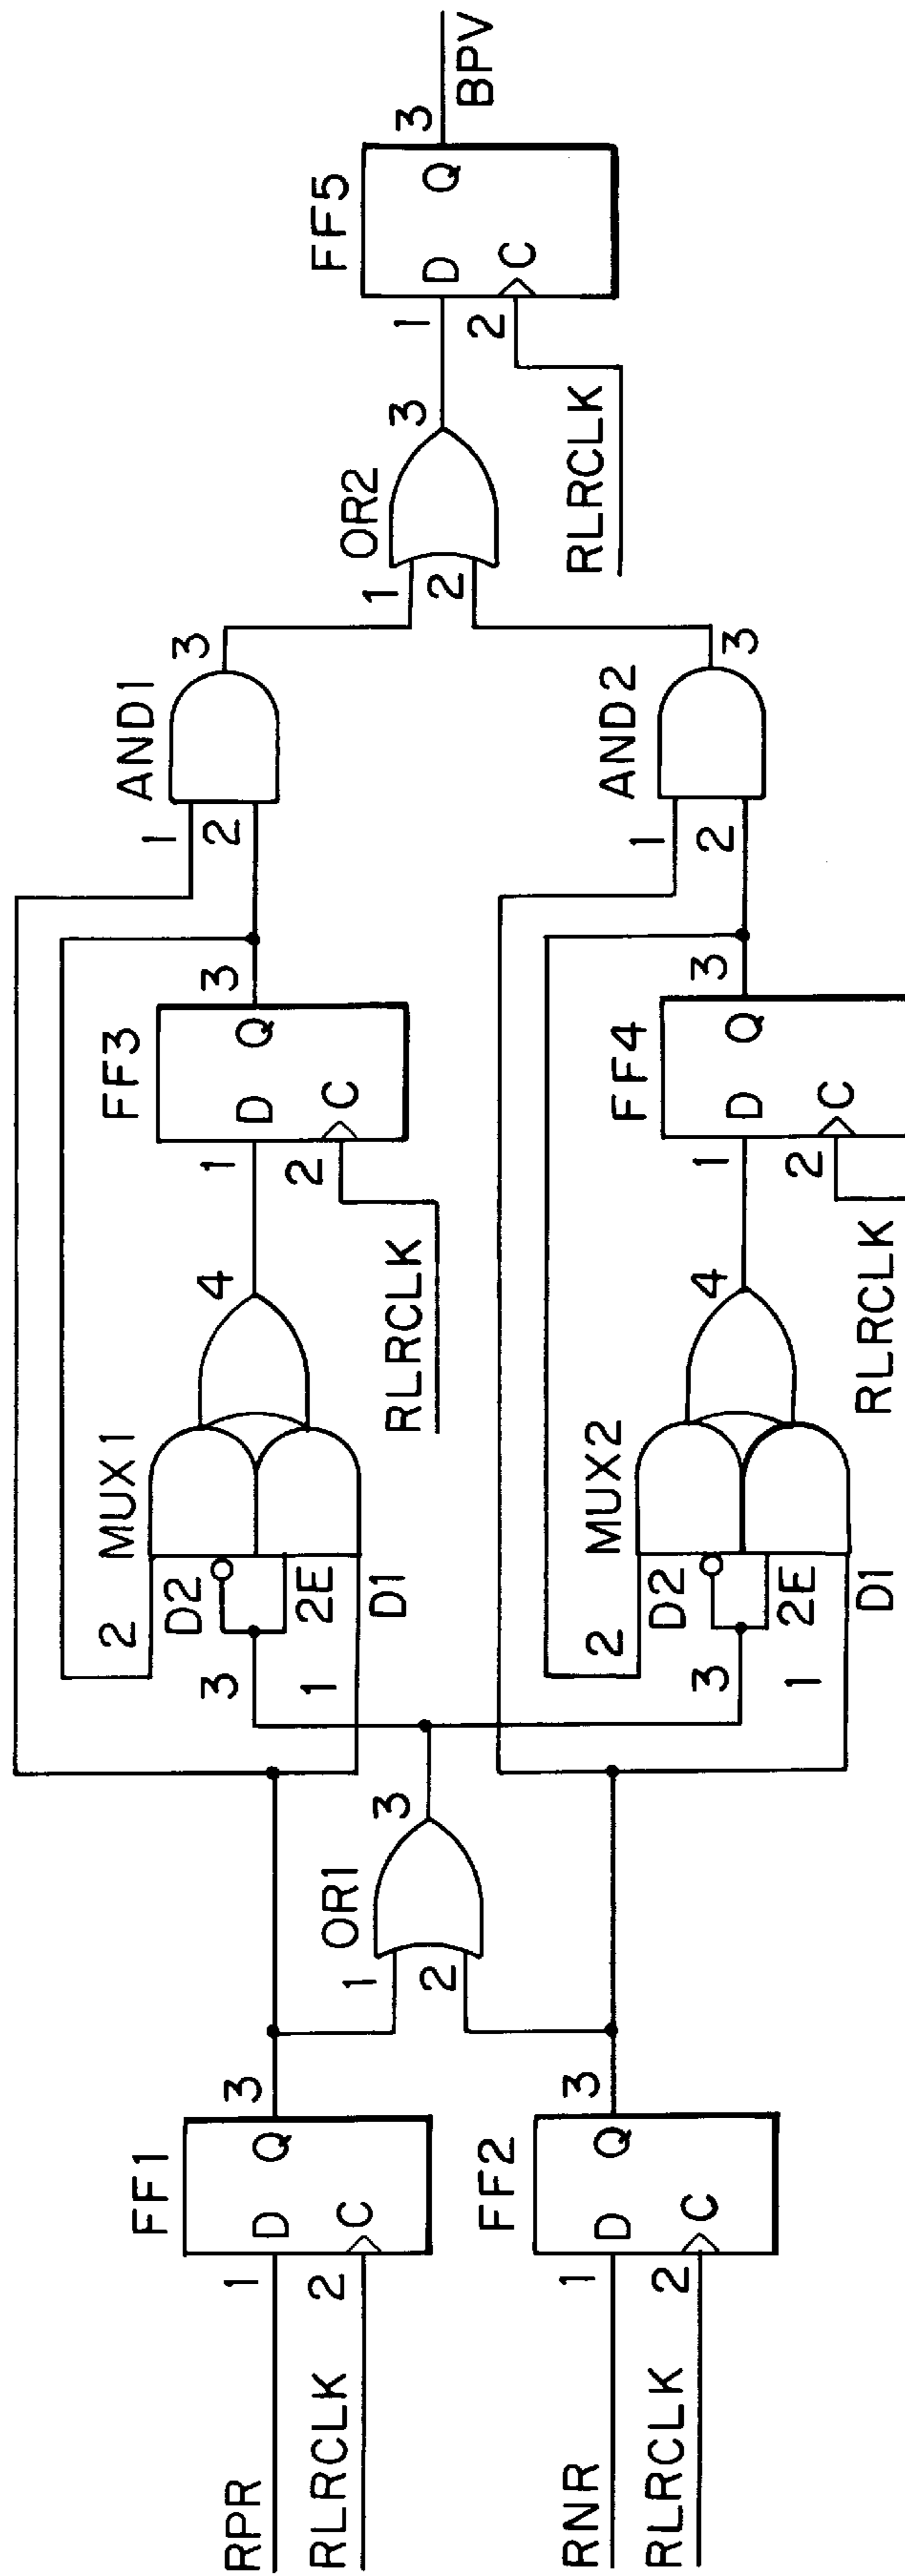 RPR
1
D
FF1
Q
3
RLRCLK
2
C
RNR
1
D
FF2
Q
3
RLRCLK
2
C
OR1
1
2
3
MUX1
2
D2
3
2E
1
D1
4
FF3
1
D
Q
3
2
C
RLRCLK
MUX2
2
D2
3
2E
1
D1
4
FF4
1
D
Q
3
2
C
RLRCLK
AND1
1
2
3
AND2
1
2
3
OR2
1
2
3
FF5
1
D
Q
3
2
C
RLRCLK
BPV